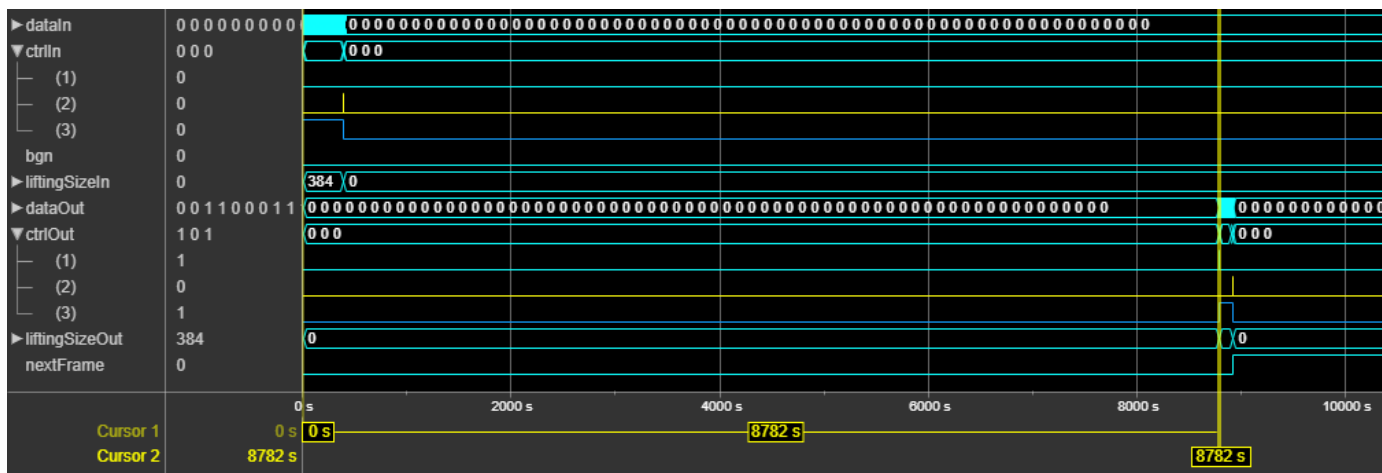 dataIn 0 0 0 0 0 0 0 0 0 0 0 0 0 0 0 0 0 0 0 0 0 0 0 0 0 0 0 0 0 0 0 0 0 0 0 0 0 0 0 0 0 0 0 0 0 0 0 0 0 0 0 0 0 0 0 0 0 0 0 0 0 0 0 0 0 0 0 0 0 0 0 0 0 0
ctrlIn 0 0 0 0 0 0
(1) 0
(2) 0
(3) 0
bgn 0
liftingSizeIn 0 384 0
dataOut 0 0 1 1 0 0 0 1 1 0 0 0 0 0 0 0 0 0 0 0 0 0 0 0 0 0 0 0 0 0 0 0 0 0 0 0 0 0 0 0 0 0 0 0 0 0 0 0 0 0 0 0 0 0 0 0 0 0 0 0 0 0 0 0 0 0 0 0 0 0 0 0 0 0 0 0 0 0 0 0 0 0 0 0 0
ctrlOut 1 0 1 0 0 0 0 0 0
(1) 1
(2) 0
(3) 1
liftingSizeOut 384 0 0
nextFrame 0
0 s 2000 s 4000 s 6000 s 8000 s 10000 s
Cursor 1 0 s 0 s 8782 s
Cursor 2 8782 s 8782 s